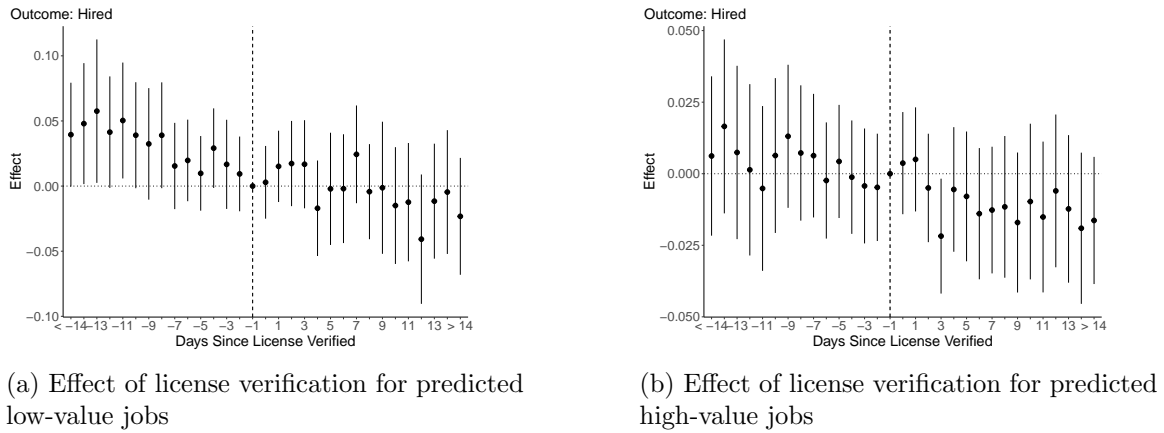 Outcome: Hired
0.10
0.05
0.00
−0.05
−0.10
Effect
< −14 −13 −11 −9 −7 −5 −3 −1 1 3 5 7 9 11 13 > 14
Days Since License Verified
(a) Effect of license verification for predicted
low-value jobs
Outcome: Hired
0.050
0.025
0.000
−0.025
−0.050
Effect
< −14 −13 −11 −9 −7 −5 −3 −1 1 3 5 7 9 11 13 > 14
Days Since License Verified
(b) Effect of license verification for predicted
high-value jobs